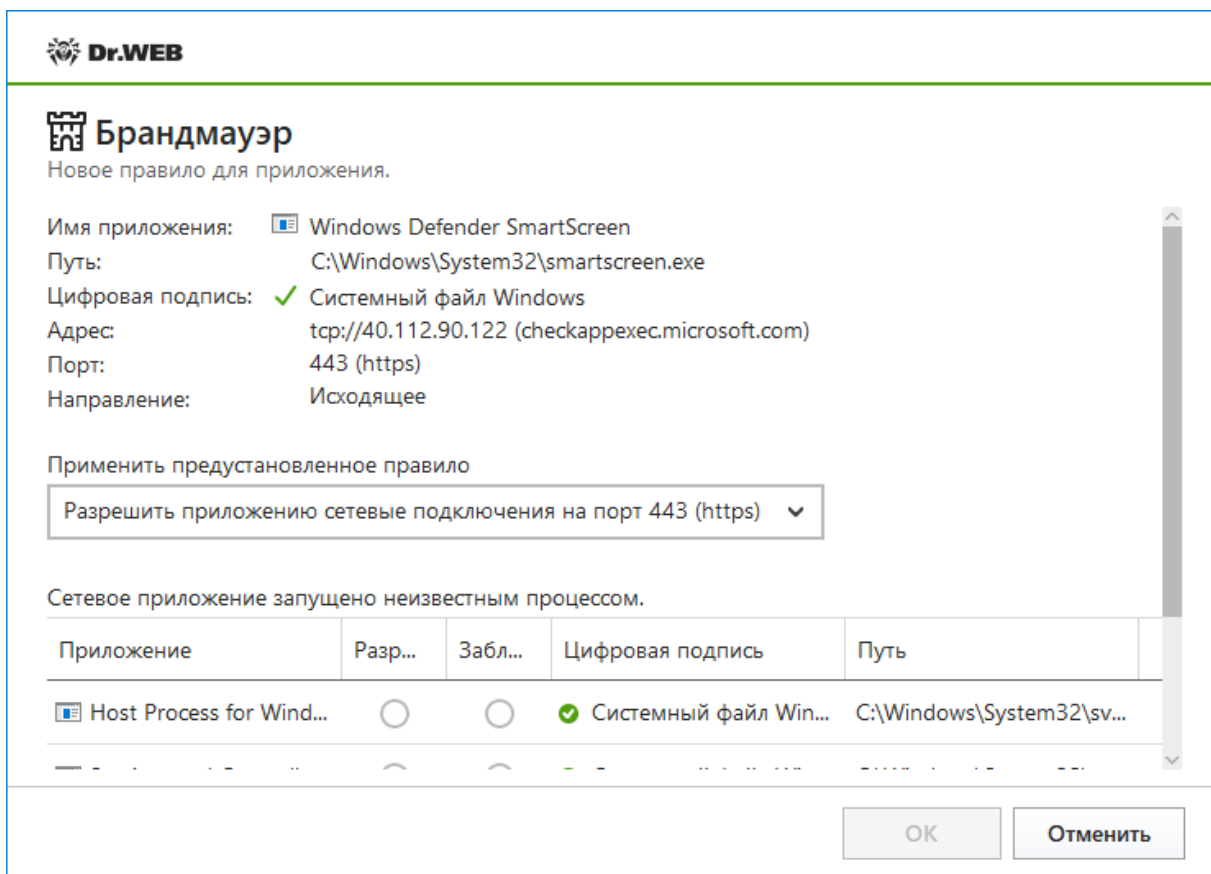 Dr.WEB
Брандмауэр
Новое правило для приложения.
Имя приложения: Windows Defender SmartScreen
Путь: C:\Windows\System32\smartscreen.exe
Цифровая подпись: Системный файл Windows
Адрес: tcp://40.112.90.122 (checkappexec.microsoft.com)
Порт: 443 (https)
Направление: Исходящее
Применить предустановленное правило
Разрешить приложению сетевые подключения на порт 443 (https)
Сетевое приложение запущено неизвестным процессом.
Приложение Разр... Забл... Цифровая подпись Путь
Host Process for Wind... Системный файл Win... C:\Windows\System32\sv...
OK Отменить